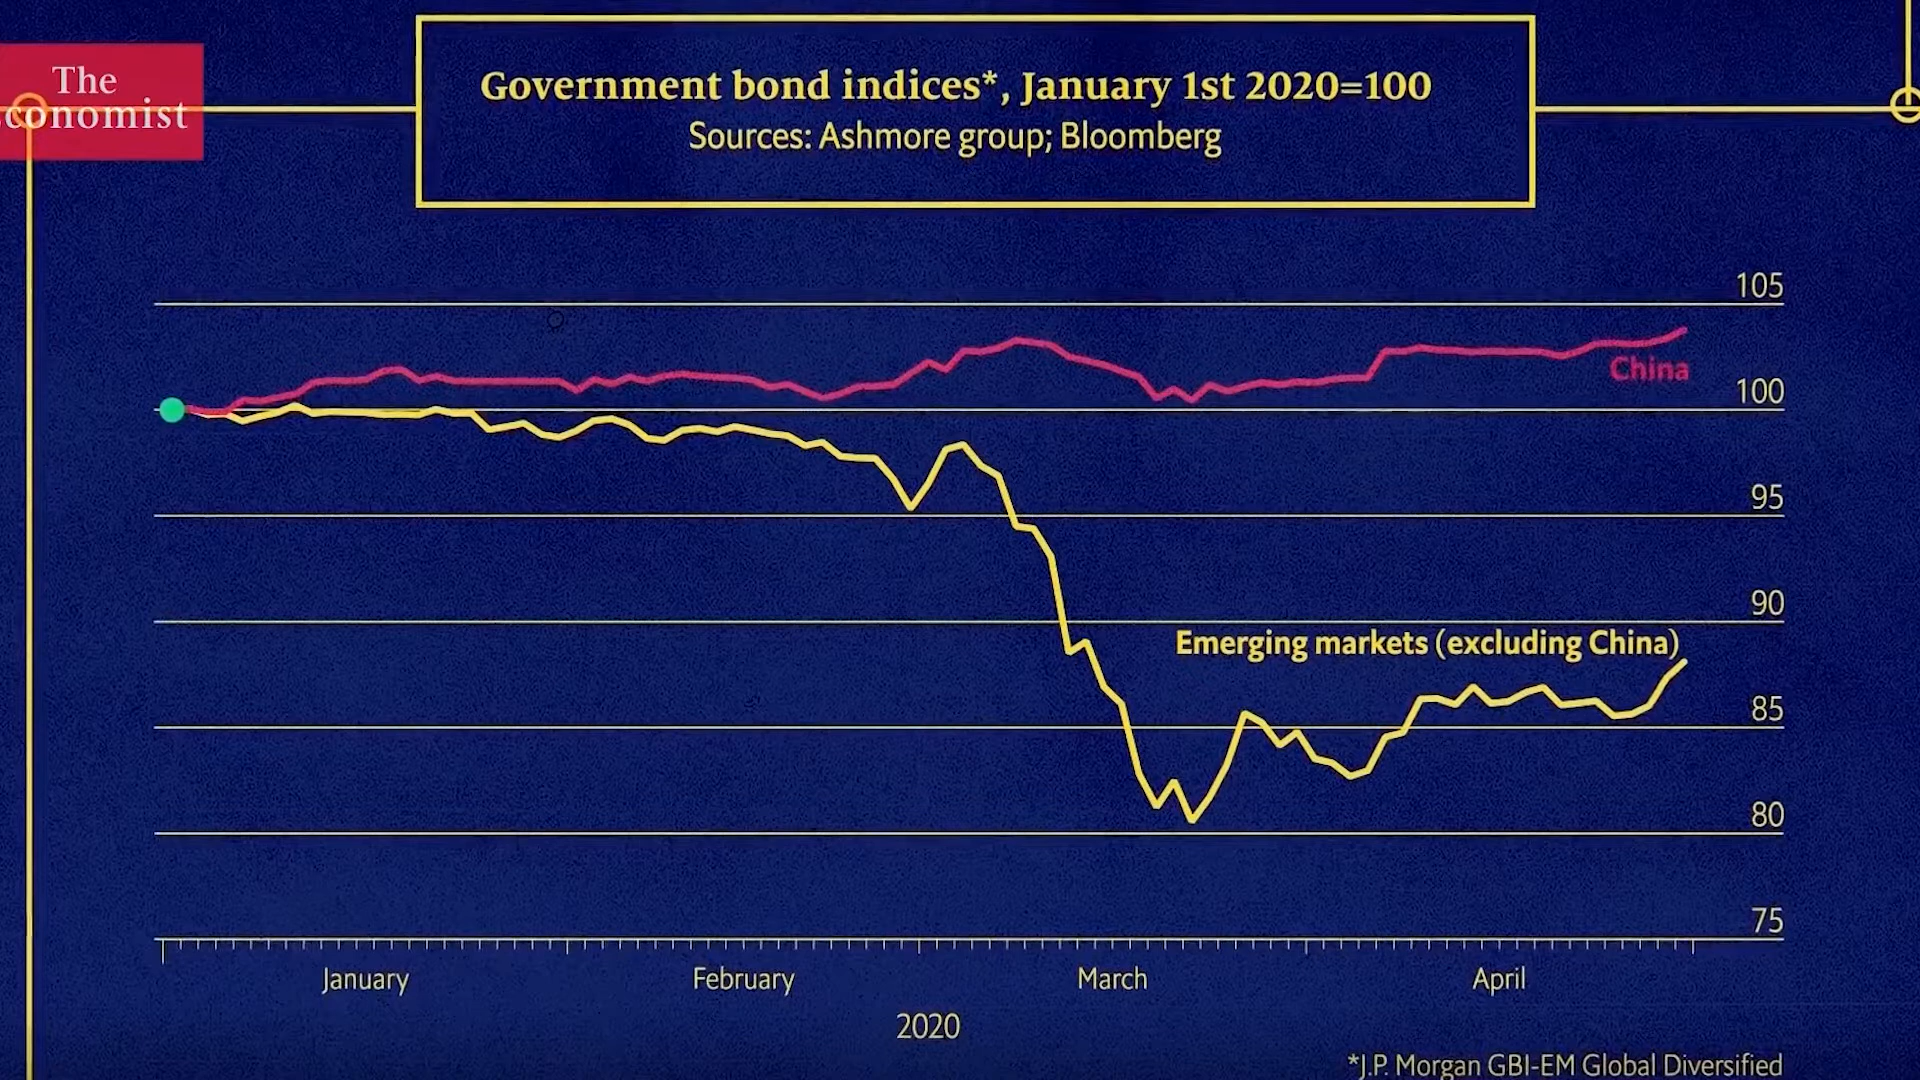 The
Economist
Government bond indices*, January 1st 2020=100
Sources: Ashmore group; Bloomberg
105
China
100
95
90
Emerging markets (excluding China)
85
80
75
January February March April
2020
*J.P. Morgan GBI-EM Global Diversified